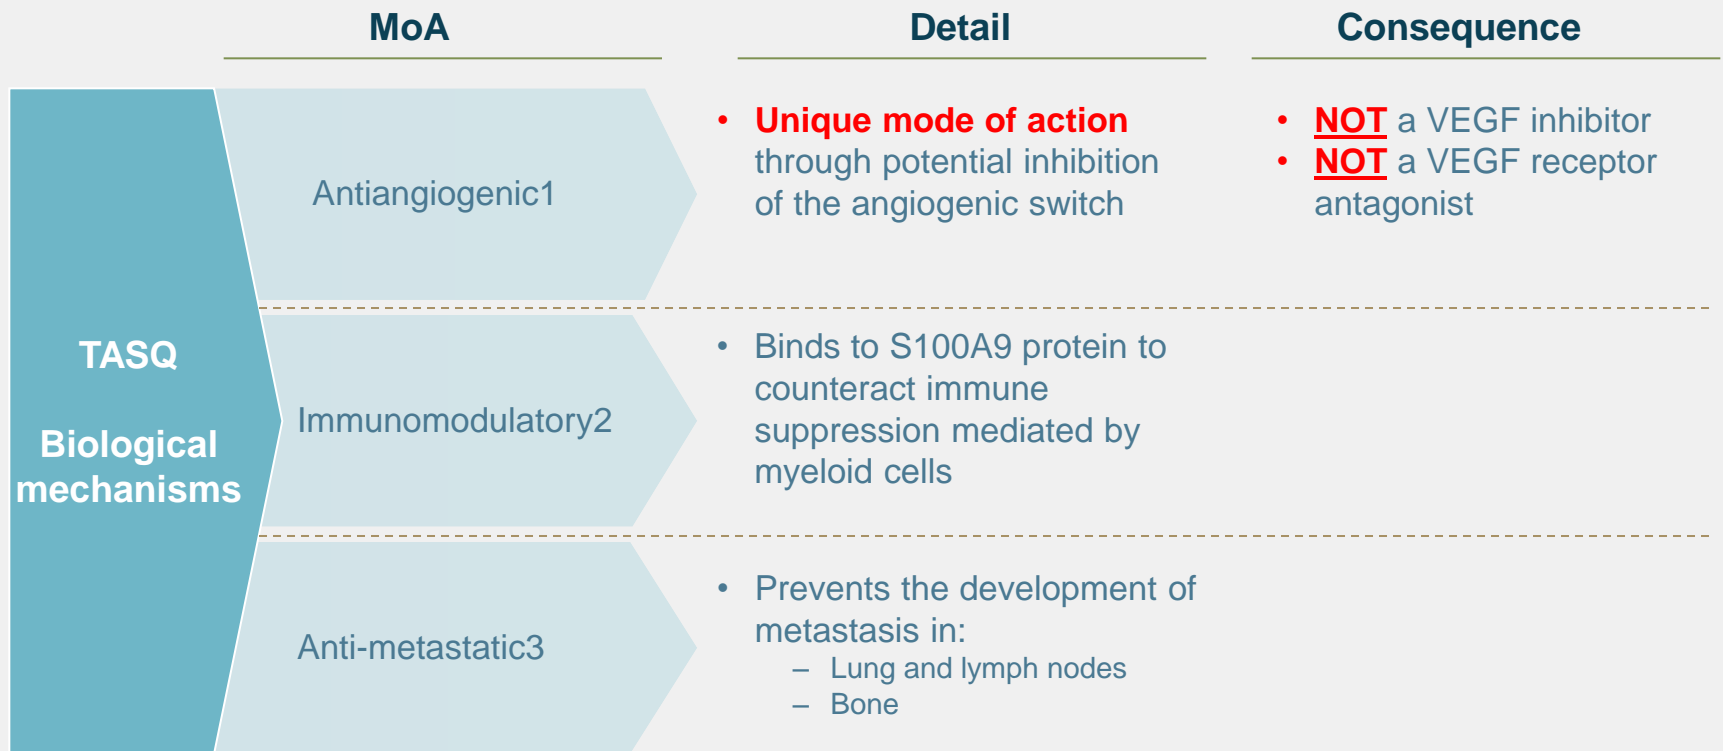 MoA
Detail
Consequence
TASQ
Biological
mechanisms
Antiangiogenic1
• Unique mode of action
through potential inhibition
of the angiogenic switch
• NOT a VEGF inhibitor
• NOT a VEGF receptor
antagonist
Immunomodulatory2
• Binds to S100A9 protein to
counteract immune
suppression mediated by
myeloid cells
Anti-metastatic3
• Prevents the development of
metastasis in:
– Lung and lymph nodes
– Bone